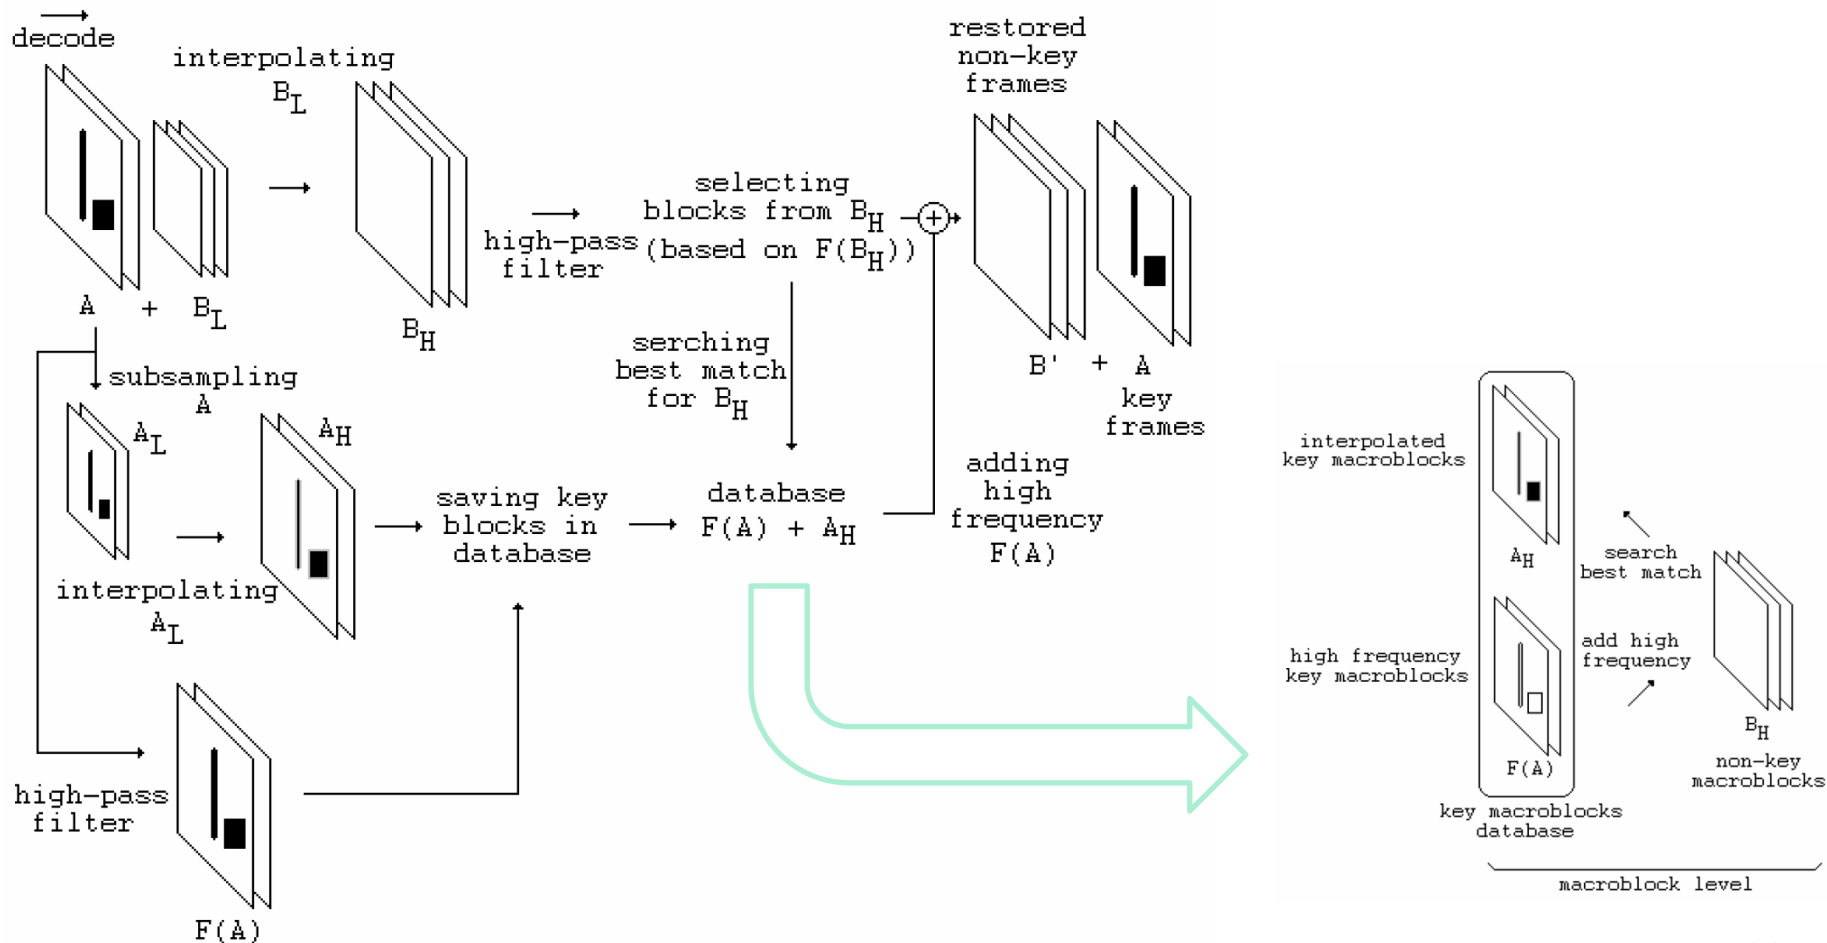 decode
interpolating
B_L
A + B_L
B_H
high-pass
filter
selecting
blocks from B_H
(based on F(B_H))
+
restored
non-key
frames
B' + A
key
frames
serching
best match
for B_H
subsampling
A
A_L
A_H
interpolating
A_L
saving key
blocks in
database
database
F(A) + A_H
adding
high
frequency
F(A)
high-pass
filter
F(A)
interpolated
key macroblocks
A_H
search
best match
high frequency
key macroblocks
add high
frequency
F(A)
B_H
non-key
macroblocks
key macroblocks
database
macroblock level